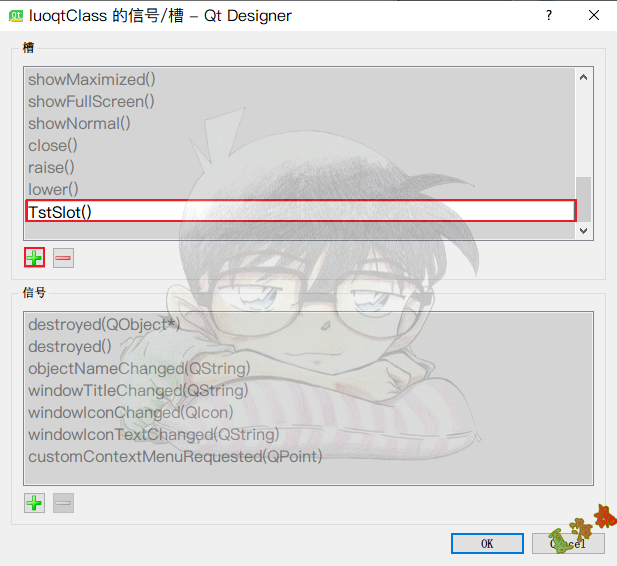 luoqtClass 的信号/槽 - Qt Designer
槽
showMaximized()
showFullScreen()
showNormal()
close()
raise()
lower()
TstSlot()
信号
destroyed(QObject*)
destroyed()
objectNameChanged(QString)
windowTitleChanged(QString)
windowIconChanged(QIcon)
windowIconTextChanged(QString)
customContextMenuRequested(QPoint)
OK
Cancel